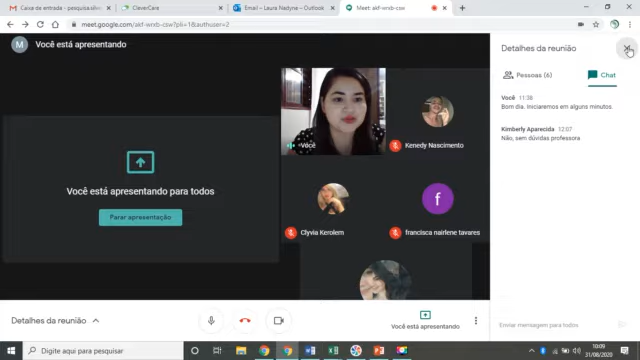 Caixa de entrada - pesquisa.silver
CleverCare
Email – Laura Nadyna – Outlook
Meet: akf-wnxb-csw
meet.google.com/akf-wnxb-csw?pli=1&authuser=2
M
Você está apresentando
Detalhes da reunião
Pessoas (6)
Chat
Você 11:38
Bom dia. Iniciaremos em alguns minutos.
Kimberly Aparecida 12:07
Não, sem dúvidas professora
Você
Kenedy Nascimento
Você está apresentando para todos
Parar apresentação
f
Clyvia Kerolem
francisca nairlene tavares
Detalhes da reunião
Você está apresentando
Enviar mensagem para todos
Digite aqui para pesquisar
10:09
31/08/2020